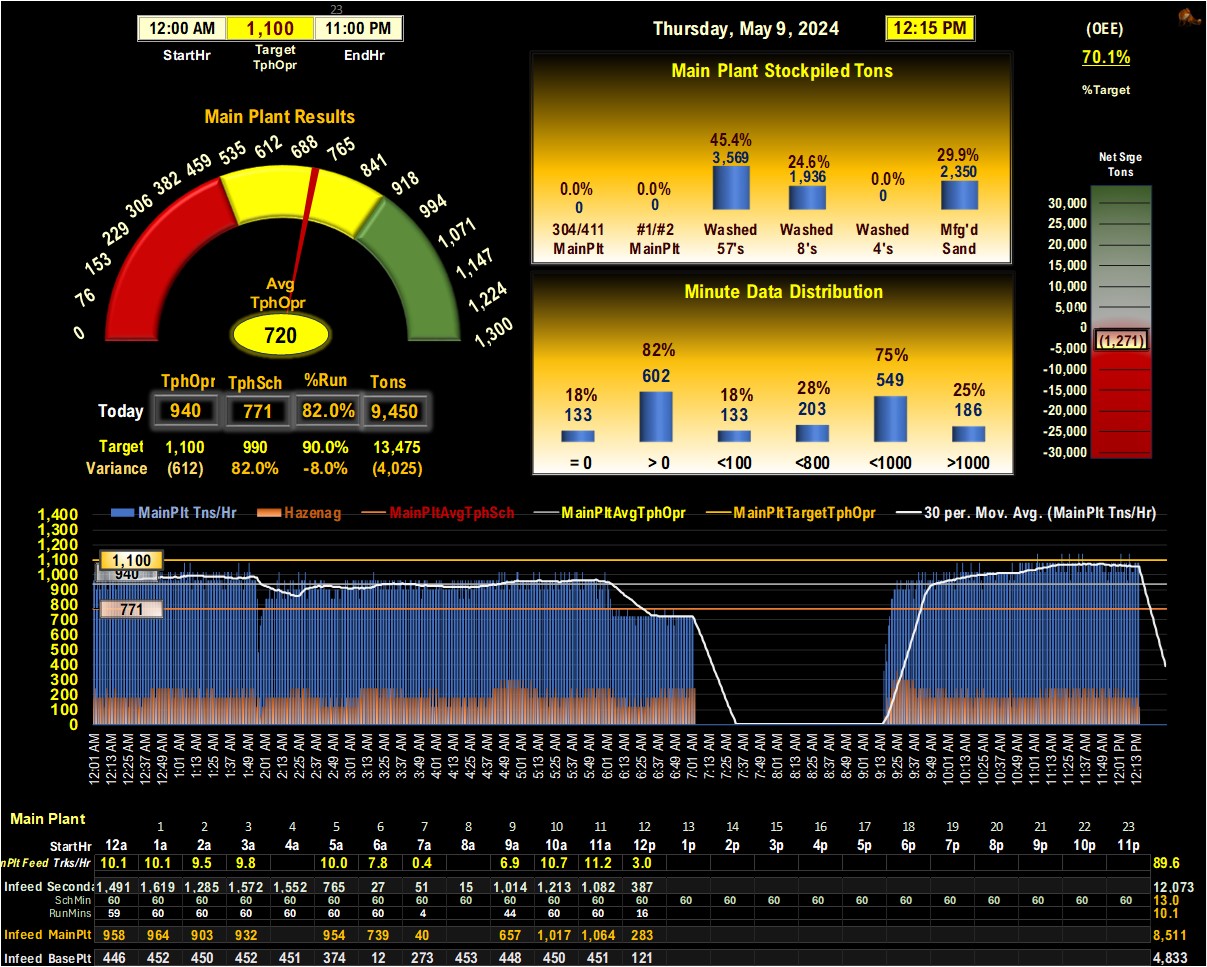 23
12:00 AM 1,100 11:00 PM
StartHr Target TphOpr EndHr
Thursday, May 9, 2024 12:15 PM
(OEE)
70.1%
%Target
Main Plant Results
0 76 153 229 306 382 459 535 612 688 765 841 918 994 1,071 1,147 1,224 1,300
Avg
TphOpr
720
TphOpr TphSch %Run Tons
Today 940 771 82.0% 9,450
Target 1,100 990 90.0% 13,475
Variance (612) 82.0% -8.0% (4,025)
Main Plant Stockpiled Tons
0.0% 0.0% 45.4% 24.6% 0.0% 29.9%
0 0 3,569 1,936 0 2,350
304/411 #1/#2 Washed Washed Washed Mfg'd
MainPlt MainPlt 57's 8's 4's Sand
Minute Data Distribution
18% 82% 18% 28% 75% 25%
133 602 133 203 549 186
= 0 > 0 <100 <800 <1000 >1000
Net Srge
Tons
30,000
25,000
20,000
15,000
10,000
5,000
0
(1,271)
-5,000
-10,000
-15,000
-20,000
-25,000
-30,000
MainPlt Tns/Hr Hazenag MainPltAvgTphSch MainPltAvgTphOpr MainPltTargetTphOpr 30 per. Mov. Avg. (MainPlt Tns/Hr)
1,400
1,300
1,200
1,100 1,100
1,000 940
900
800
771
700
600
500
400
300
200
100
0
12:01 AM 12:13 AM 12:25 AM 12:37 AM 12:49 AM 1:01 AM 1:13 AM 1:25 AM 1:37 AM 1:49 AM 2:01 AM 2:13 AM 2:25 AM 2:37 AM 2:49 AM 3:01 AM 3:13 AM 3:25 AM 3:37 AM 3:49 AM 4:01 AM 4:13 AM 4:25 AM 4:37 AM 4:49 AM 5:01 AM 5:13 AM 5:25 AM 5:37 AM 5:49 AM 6:01 AM 6:13 AM 6:25 AM 6:37 AM 6:49 AM 7:01 AM 7:13 AM 7:25 AM 7:37 AM 7:49 AM 8:01 AM 8:13 AM 8:25 AM 8:37 AM 8:49 AM 9:01 AM 9:13 AM 9:25 AM 9:37 AM 9:49 AM 10:01 AM 10:13 AM 10:25 AM 10:37 AM 10:49 AM 11:01 AM 11:13 AM 11:25 AM 11:37 AM 11:49 AM 12:01 PM 12:13 PM
Main Plant
1 2 3 4 5 6 7 8 9 10 11 12 13 14 15 16 17 18 19 20 21 22 23
StartHr 12a 1a 2a 3a 4a 5a 6a 7a 8a 9a 10a 11a 12p 1p 2p 3p 4p 5p 6p 7p 8p 9p 10p 11p
nPlt Feed Trks/Hr 10.1 10.1 9.5 9.8 10.0 7.8 0.4 6.9 10.7 11.2 3.0 89.6
Infeed Seconda 1,491 1,619 1,285 1,572 1,552 765 27 51 15 1,014 1,213 1,082 387 12,073
SchMin 60 60 60 60 60 60 60 60 60 60 60 60 60 60 60 60 60 60 60 60 60 60 60 60 13.0
RunMins 59 60 60 60 60 60 4 44 60 60 16 10.1
Infeed MainPlt 958 964 903 932 954 739 40 657 1,017 1,064 283 8,511
Infeed BasePlt 446 452 450 452 451 374 12 273 453 448 450 451 121 4,833